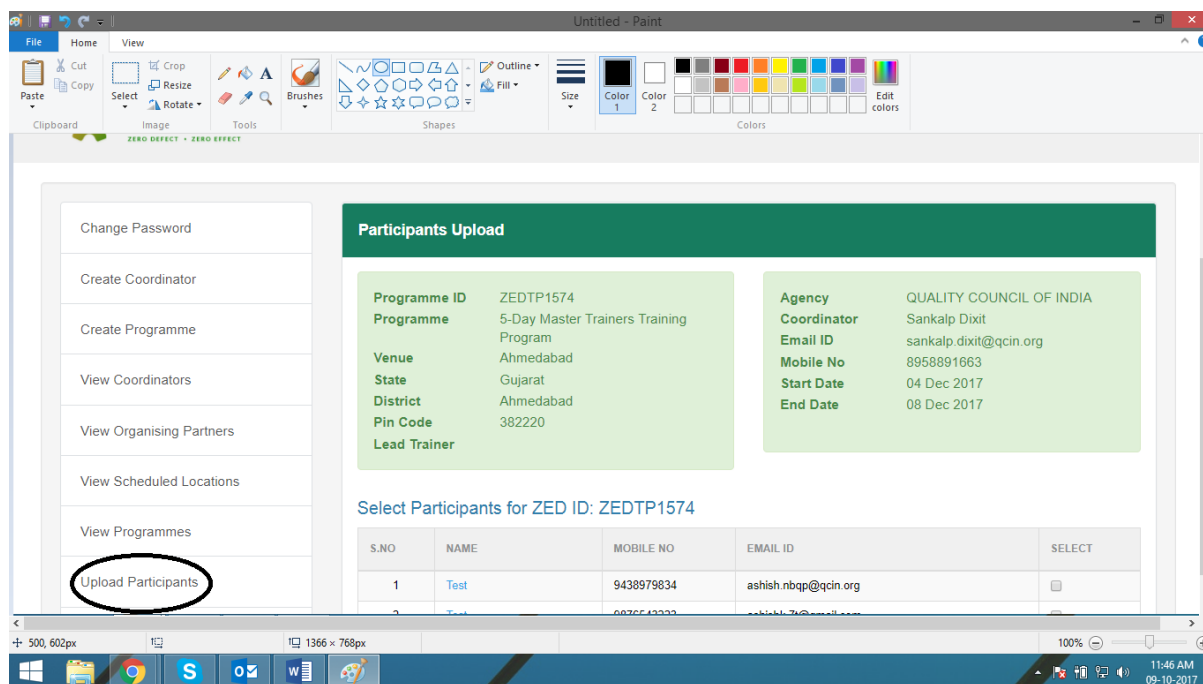 Untitled - Paint
File Home View
Paste
Cut
Copy
Clipboard
Select
Crop
Resize
Rotate
Image
A
Tools
Brushes
Outline
Fill
Shapes
Size
Color 1
Color 2
Colors
Edit colors
ZERO DEFECT • ZERO EFFECT
Change Password
Create Coordinator
Create Programme
View Coordinators
View Organising Partners
View Scheduled Locations
View Programmes
Upload Participants
Participants Upload
Programme ID ZEDTP1574
Programme 5-Day Master Trainers Training
Program
Venue Ahmedabad
State Gujarat
District Ahmedabad
Pin Code 382220
Lead Trainer
Agency QUALITY COUNCIL OF INDIA
Coordinator Sankalp Dixit
Email ID sankalp.dixit@qcin.org
Mobile No 8958891663
Start Date 04 Dec 2017
End Date 08 Dec 2017
Select Participants for ZED ID: ZEDTP1574
S.NO NAME MOBILE NO EMAIL ID SELECT
1 Test 9438979834 ashish.nbqp@qcin.org
500, 602px 1366 × 768px 100%
11:46 AM
09-10-2017